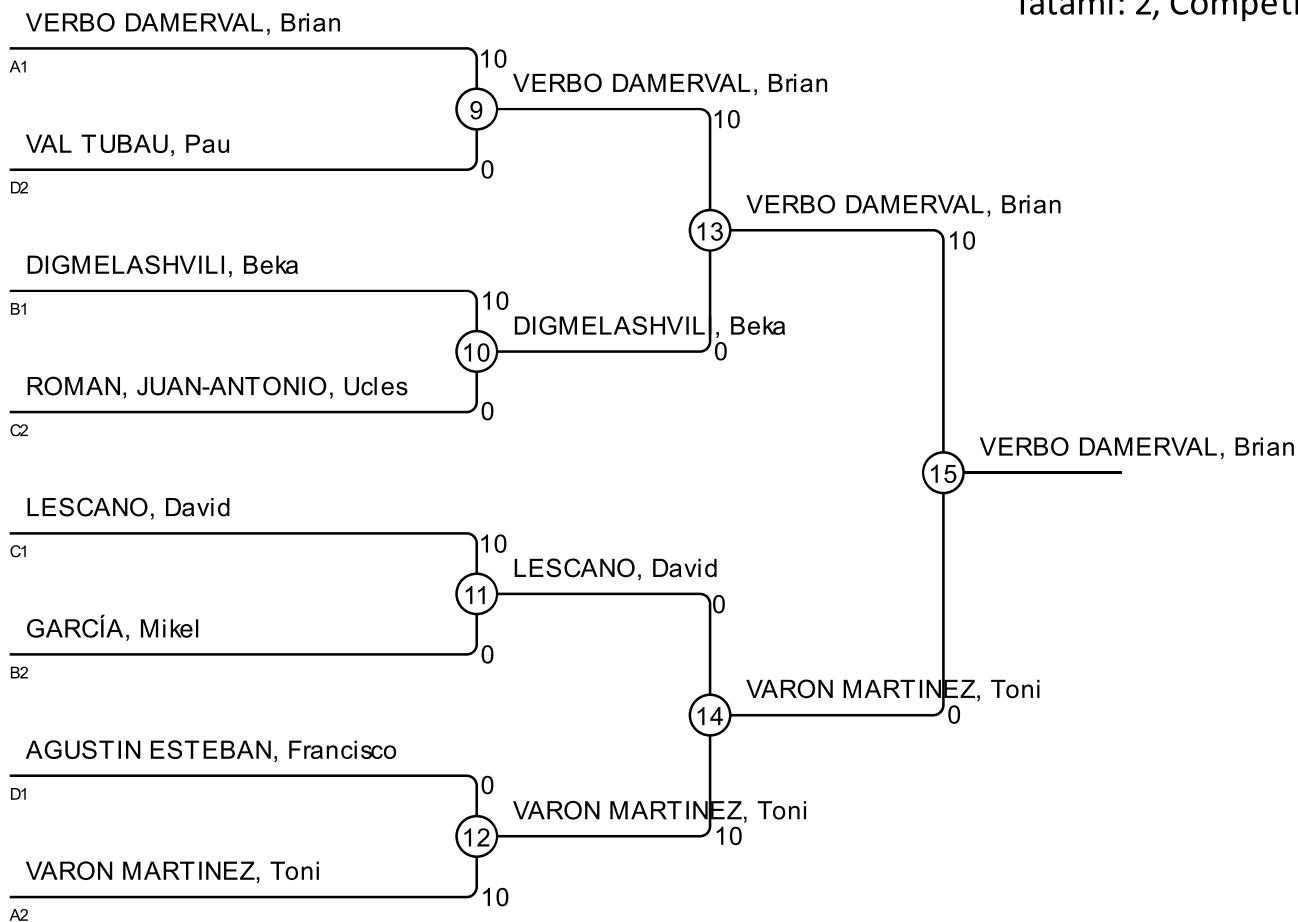 Tatami: 2, Competi
VERBO DAMERVAL, Brian
A1
10
9
VERBO DAMERVAL, Brian
10
VAL TUBAU, Pau
0
D2
13
VERBO DAMERVAL, Brian
10
DIGMELASHVILI, Beka
B1
10
10
DIGMELASHVILI, Beka
0
ROMAN, JUAN-ANTONIO, Ucles
0
C2
15
VERBO DAMERVAL, Brian
LESCANO, David
C1
10
11
LESCANO, David
0
GARCÍA, Mikel
0
B2
14
VARON MARTINEZ, Toni
0
AGUSTIN ESTEBAN, Francisco
D1
0
12
VARON MARTINEZ, Toni
10
VARON MARTINEZ, Toni
10
A2